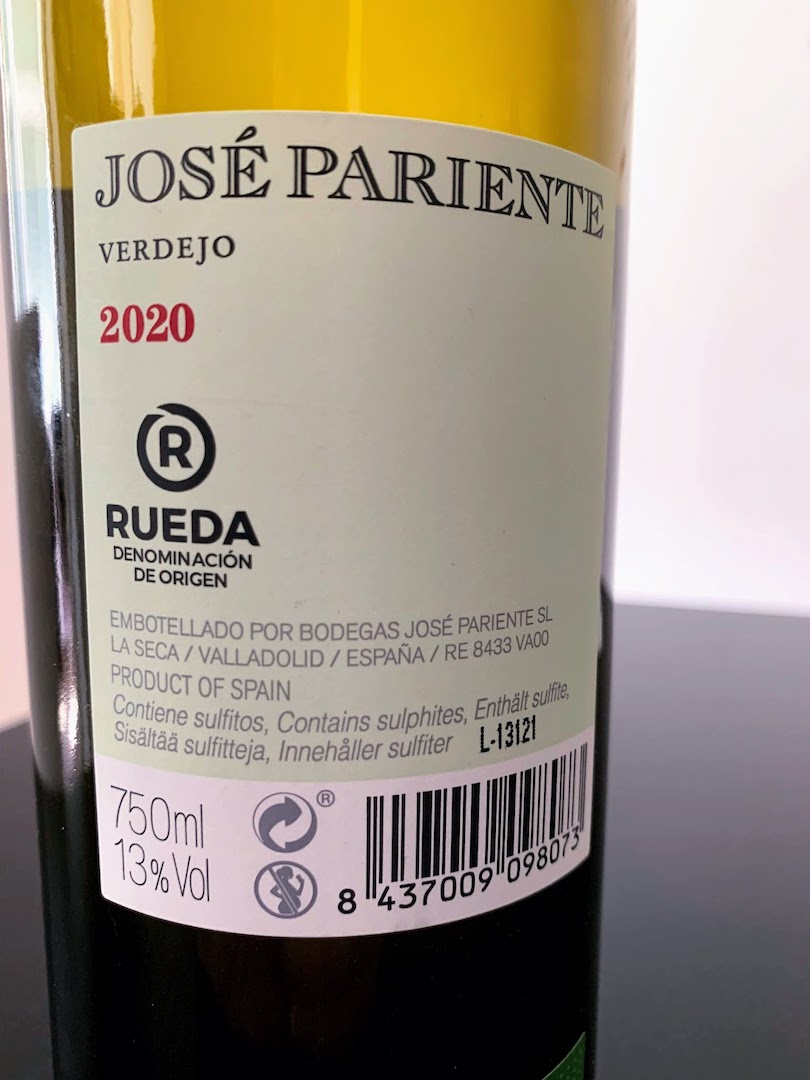 JOSÉ PARIENTE
VERDEJO
2020
R
RUEDA
DENOMINACIÓN
DE ORIGEN
EMBOTELLADO POR BODEGAS JOSÉ PARIENTE SL
LA SECA / VALLADOLID / ESPAÑA / RE 8433 VA00
PRODUCT OF SPAIN
Contiene sulfitos, Contains sulphites, Enthält sulfite,
Sisältää sulfitteja, Innehåller sulfiter L-13121
750ml
13%Vol
®
8 437009 098073